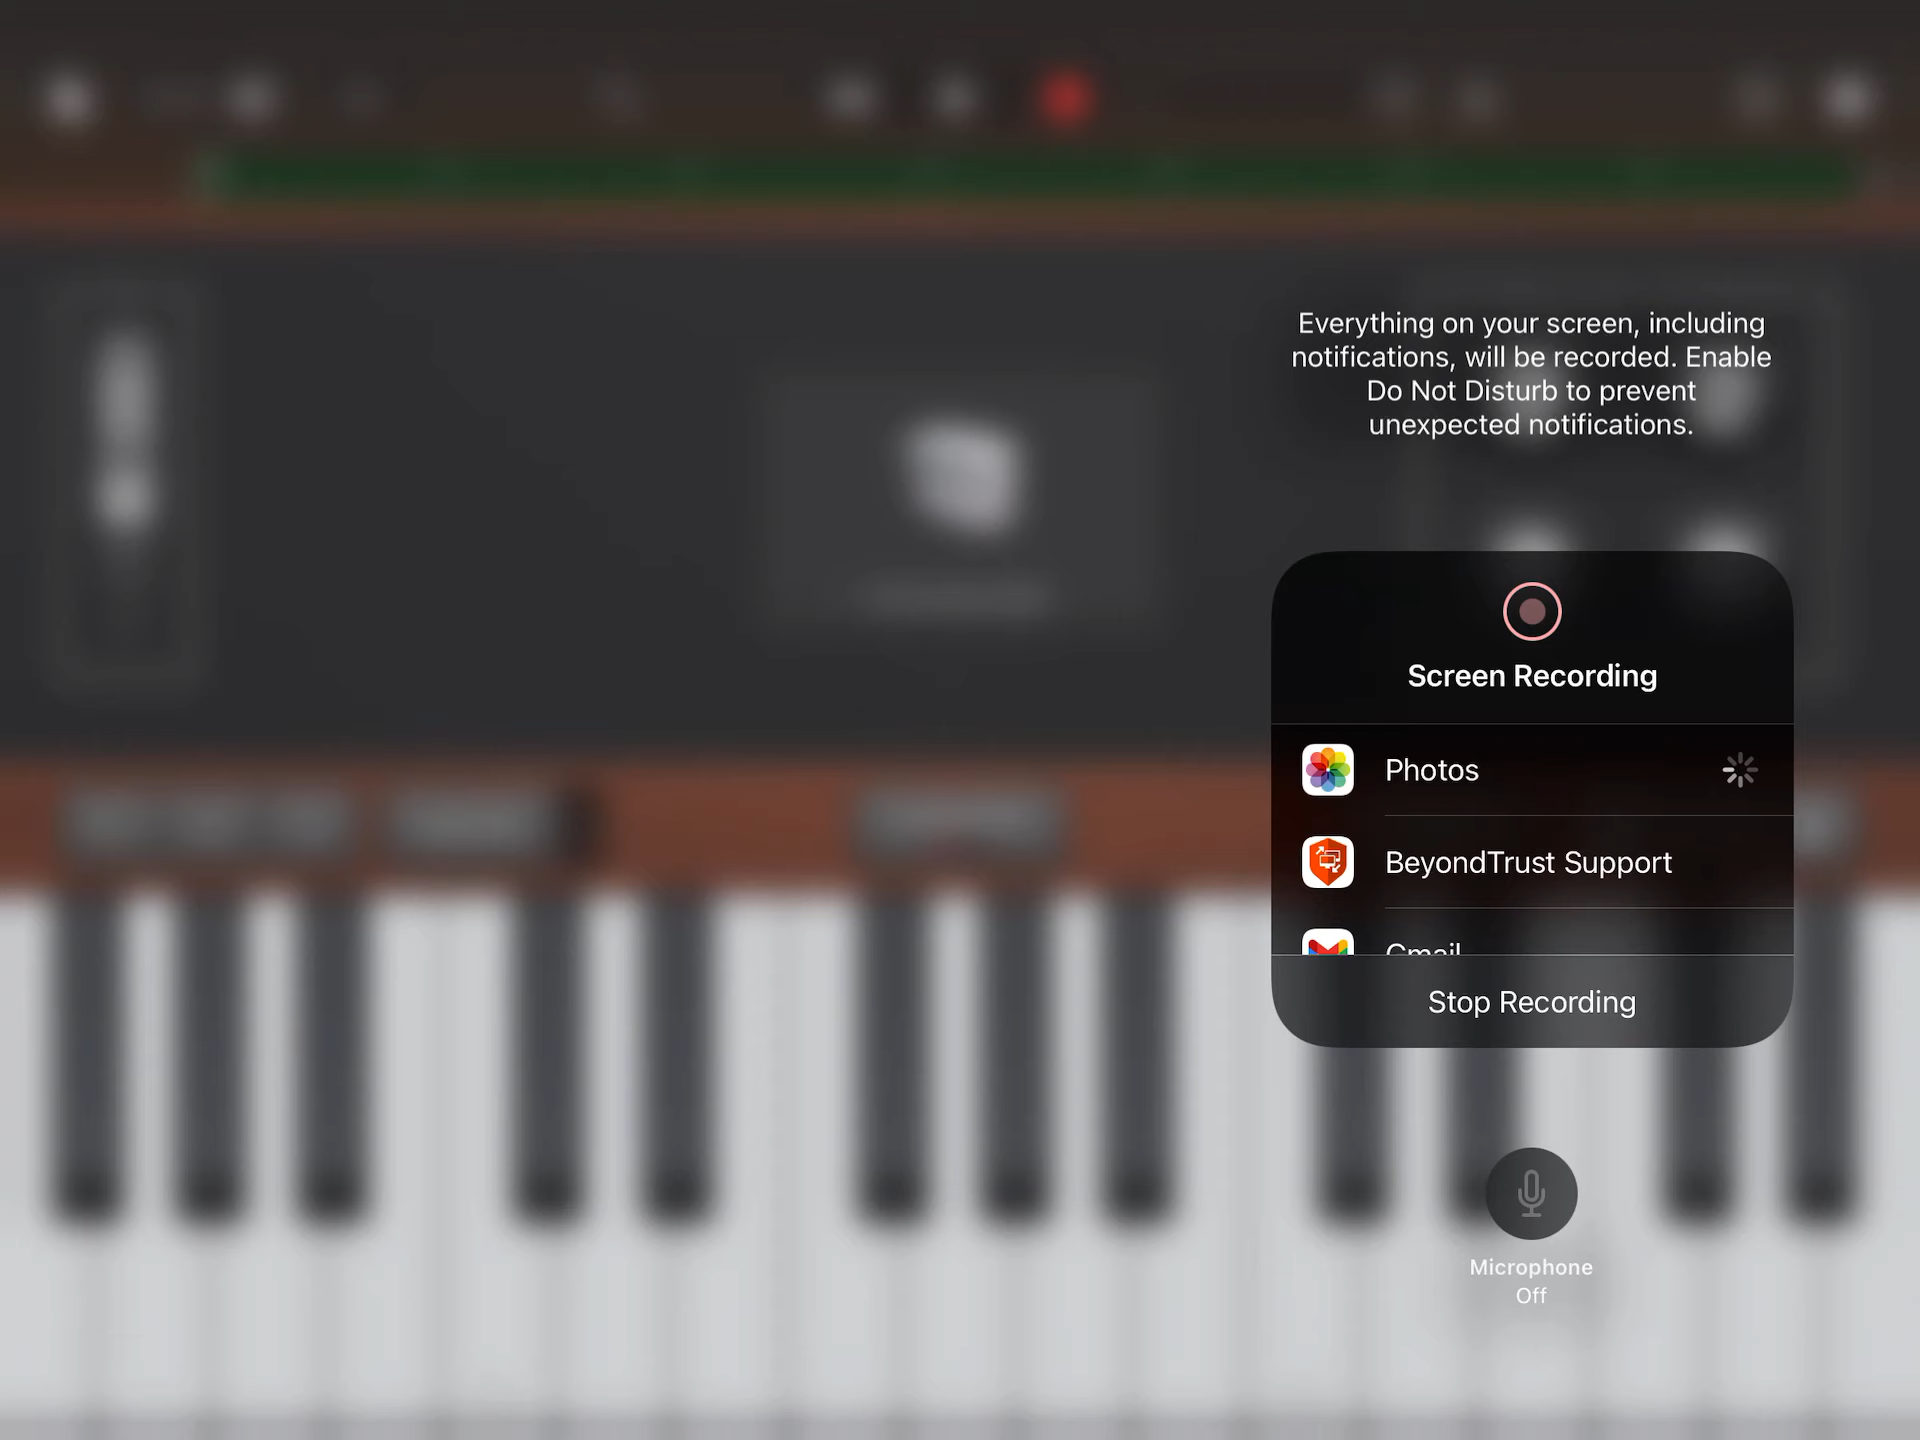 Everything on your screen, including
notifications, will be recorded. Enable
Do Not Disturb to prevent
unexpected notifications.
Screen Recording
Photos
BeyondTrust Support
Gmail
Stop Recording
Microphone
Off